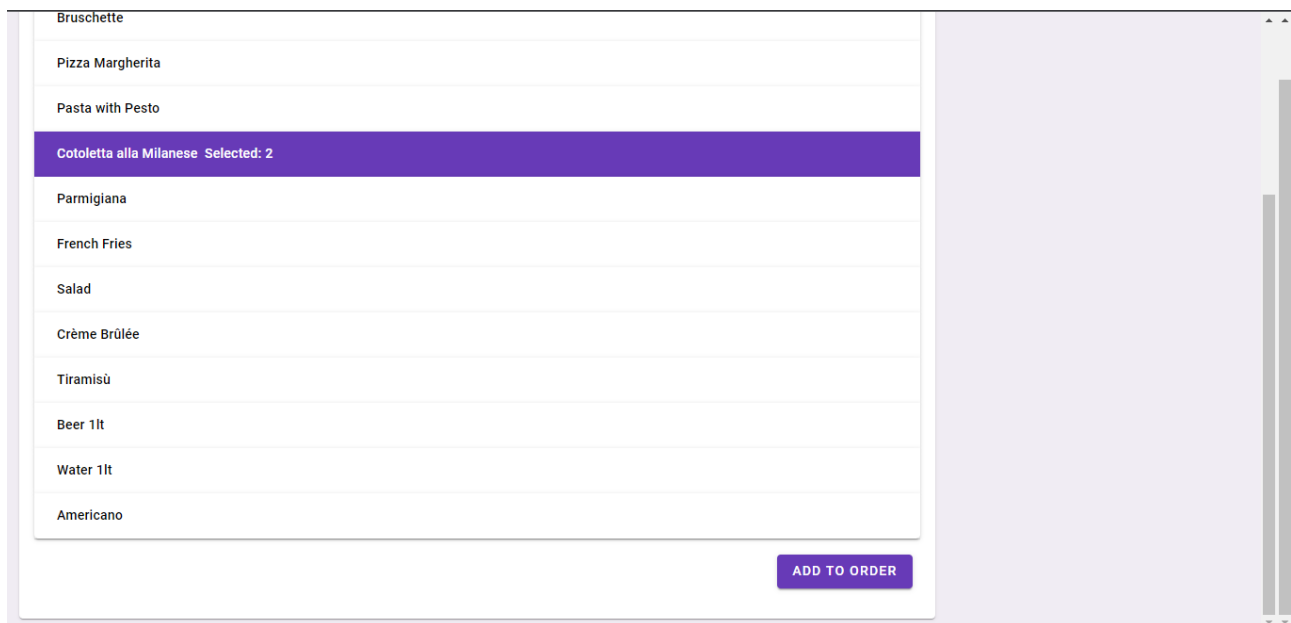 Bruschette
Pizza Margherita
Pasta with Pesto
Cotoletta alla Milanese  Selected: 2
Parmigiana
French Fries
Salad
Crème Brûlée
Tiramisù
Beer 1lt
Water 1lt
Americano
ADD TO ORDER